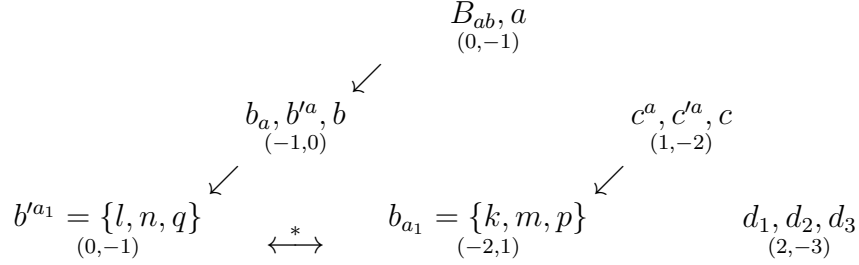 B_{ab}, a
(0,-1)
↙
b_a, b'^a, b c^a, c'^a, c
(-1,0) (1,-2)
↙ ↙
b'^{a_1} = {l, n, q} b_{a_1} = {k, m, p} d_1, d_2, d_3
(0,-1) ⟷^* (-2,1) (2,-3)